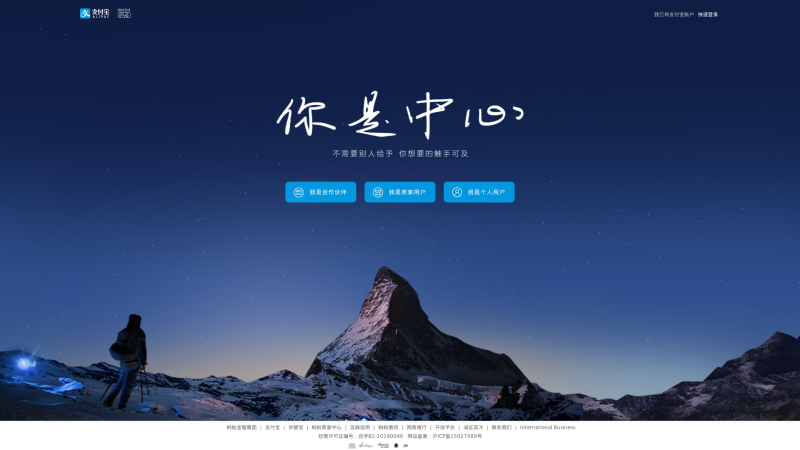 支付宝
ALIPAY
我已有支付宝账户 快速登录
你是中心
不需要别人给予 你想要的触手可及
我是合作伙伴
我是商家用户
我是个人用户
蚂蚁金服集团 | 支付宝 | 余额宝 | 蚂蚁商家中心 | 芝麻信用 | 蚂蚁微贷 | 网商银行 | 开放平台 | 诚征英才 | 联系我们 | International Business
经营许可证编号：合字B2-20190046 网站备案：沪ICP备15027489号